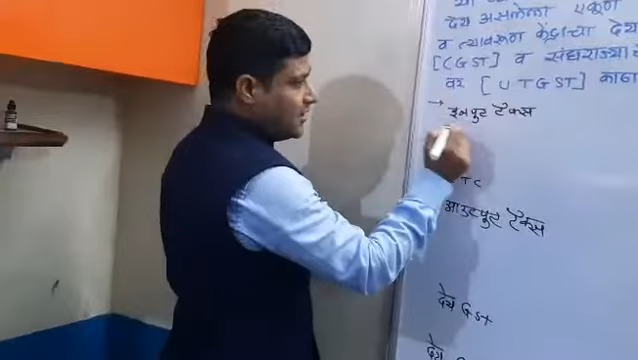 देय असलेला एकूण
व त्यावरून केंद्राचा देय
[CGST] व संघराज्या
वर [UTGST] काढा
→ इनपुट टॅक्स
TC
आउटपुट टॅक्स
देय GST
देय